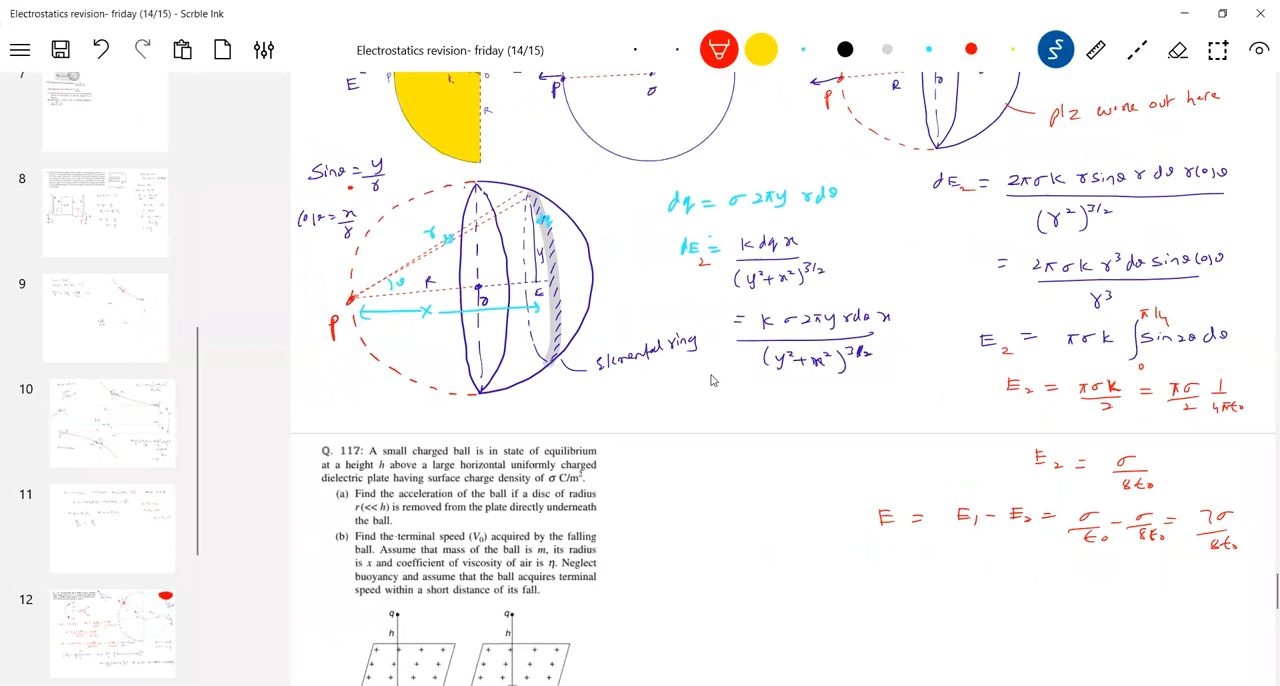 Electrostatics revision- friday (14/15) - Scrble Ink
Electrostatics revision- friday (14/15)
7
8
9
10
11
12
E
P
R
O
R
P
O
P
R
O
plz work out here
Sinθ = y/r
cosθ = x/r
r
θ
R
O
x
y
dq
P
Elemental ring
dq = σ 2πy rdθ
dE₂ = k dq x / (y²+x²)^3/2
= k σ 2πy rdθ x / (y²+x²)^3/2
dE₂ = 2πσk rsinθ r dθ rcosθ / (r²)^3/2
= 2πσk r³ dθ sinθ cosθ / r³
E₂ = πσk ∫₀^π/4 sin2θ dθ
E₂ = πσk/2 = πσ/2 1/4πε₀
E₂ = σ/8ε₀
E = E₁ - E₂ = σ/ε₀ - σ/8ε₀ = 7σ/8ε₀
Q. 117: A small charged ball is in state of equilibrium
at a height h above a large horizontal uniformly charged
dielectric plate having surface charge density of σ C/m².
(a) Find the acceleration of the ball if a disc of radius
r(<< h) is removed from the plate directly underneath
the ball.
(b) Find the terminal speed (V₀) acquired by the falling
ball. Assume that mass of the ball is m, its radius
is x and coefficient of viscosity of air is η. Neglect
buoyancy and assume that the ball acquires terminal
speed within a short distance of its fall.
q
q
h
h
+ + + +
+ + + +
+ + + +
+ + + +